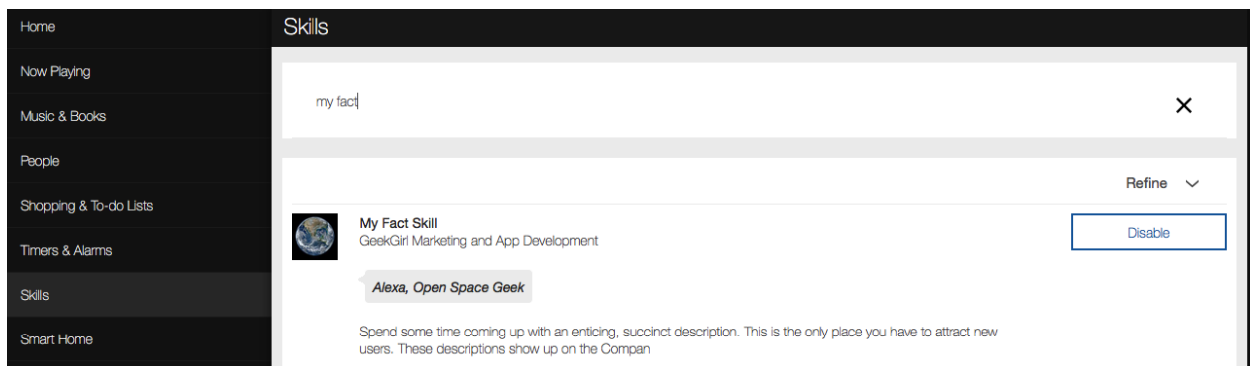 Home
Skills
Now Playing
my fact
Music & Books
People
Refine
Shopping & To-do Lists
My Fact Skill
GeekGirl Marketing and App Development
Disable
Timers & Alarms
Alexa, Open Space Geek
Skills
Spend some time coming up with an enticing, succinct description. This is the only place you have to attract new
users. These descriptions show up on the Compan
Smart Home